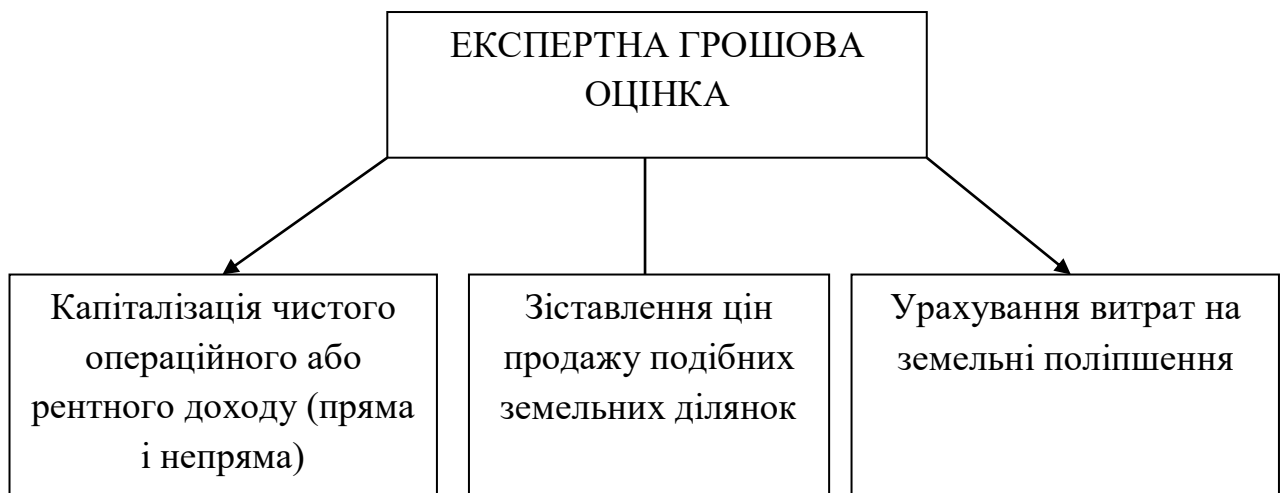 ЕКСПЕРТНА ГРОШОВА
ОЦІНКА
Капіталізація чистого
операційного або
рентного доходу (пряма
і непряма)
Зіставлення цін
продажу подібних
земельних ділянок
Урахування витрат на
земельні поліпшення